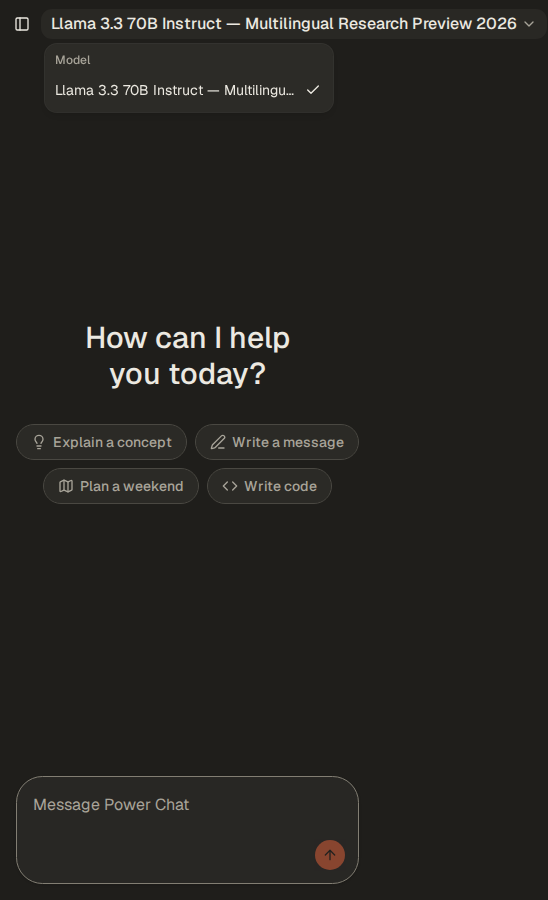 Llama 3.3 70B Instruct — Multilingual Research Preview 2026
Model
Llama 3.3 70B Instruct — Multilingu...
How can I help
you today?
Explain a concept
Write a message
Plan a weekend
Write code
Message Power Chat